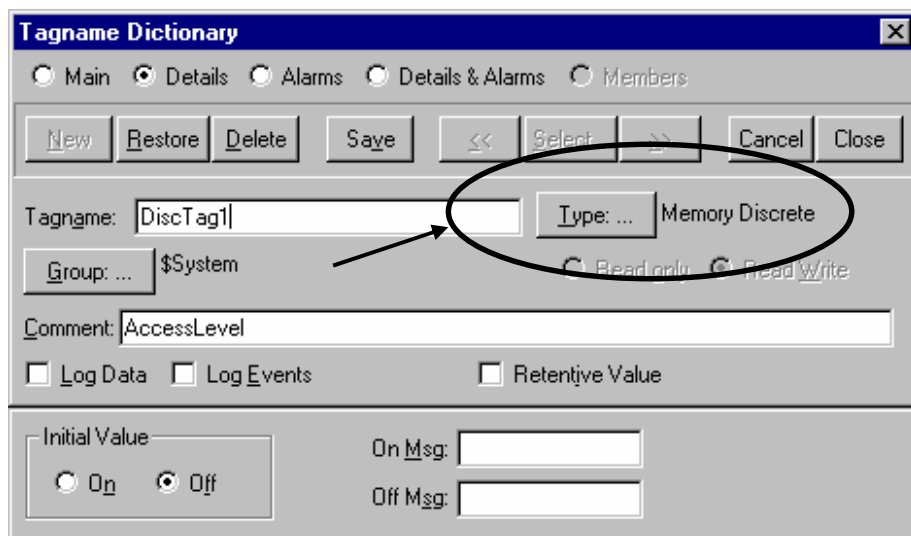 Tagname Dictionary
Main Details Alarms Details & Alarms Members
New Restore Delete Save << Select... >> Cancel Close
Tagname: DiscTag1 Type: ... Memory Discrete
Group: ... $System Read only Read Write
Comment: AccessLevel
Log Data Log Events Retentive Value
Initial Value
On Msg:
On Off
Off Msg: